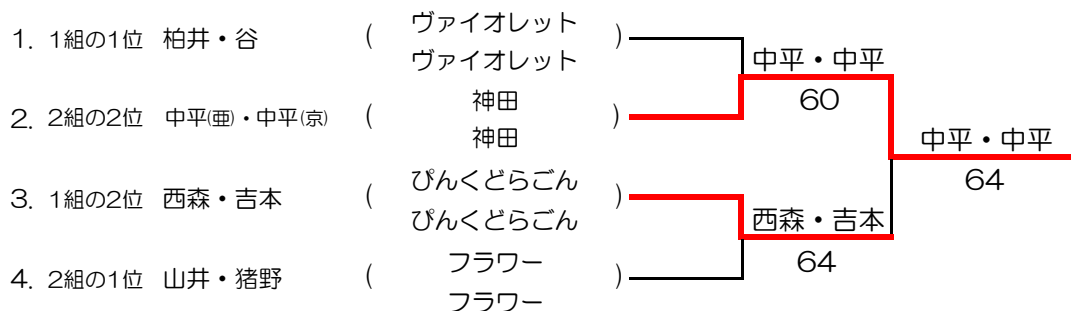 ヴァイオレット
1. 1組の1位 柏井・谷 ( )
ヴァイオレット
中平・中平
60
神田
2. 2組の2位 中平(亜)・中平(京) ( )
神田
中平・中平
64
ぴんくどらごん
3. 1組の2位 西森・吉本 ( )
ぴんくどらごん
西森・吉本
64
フラワー
4. 2組の1位 山井・猪野 ( )
フラワー